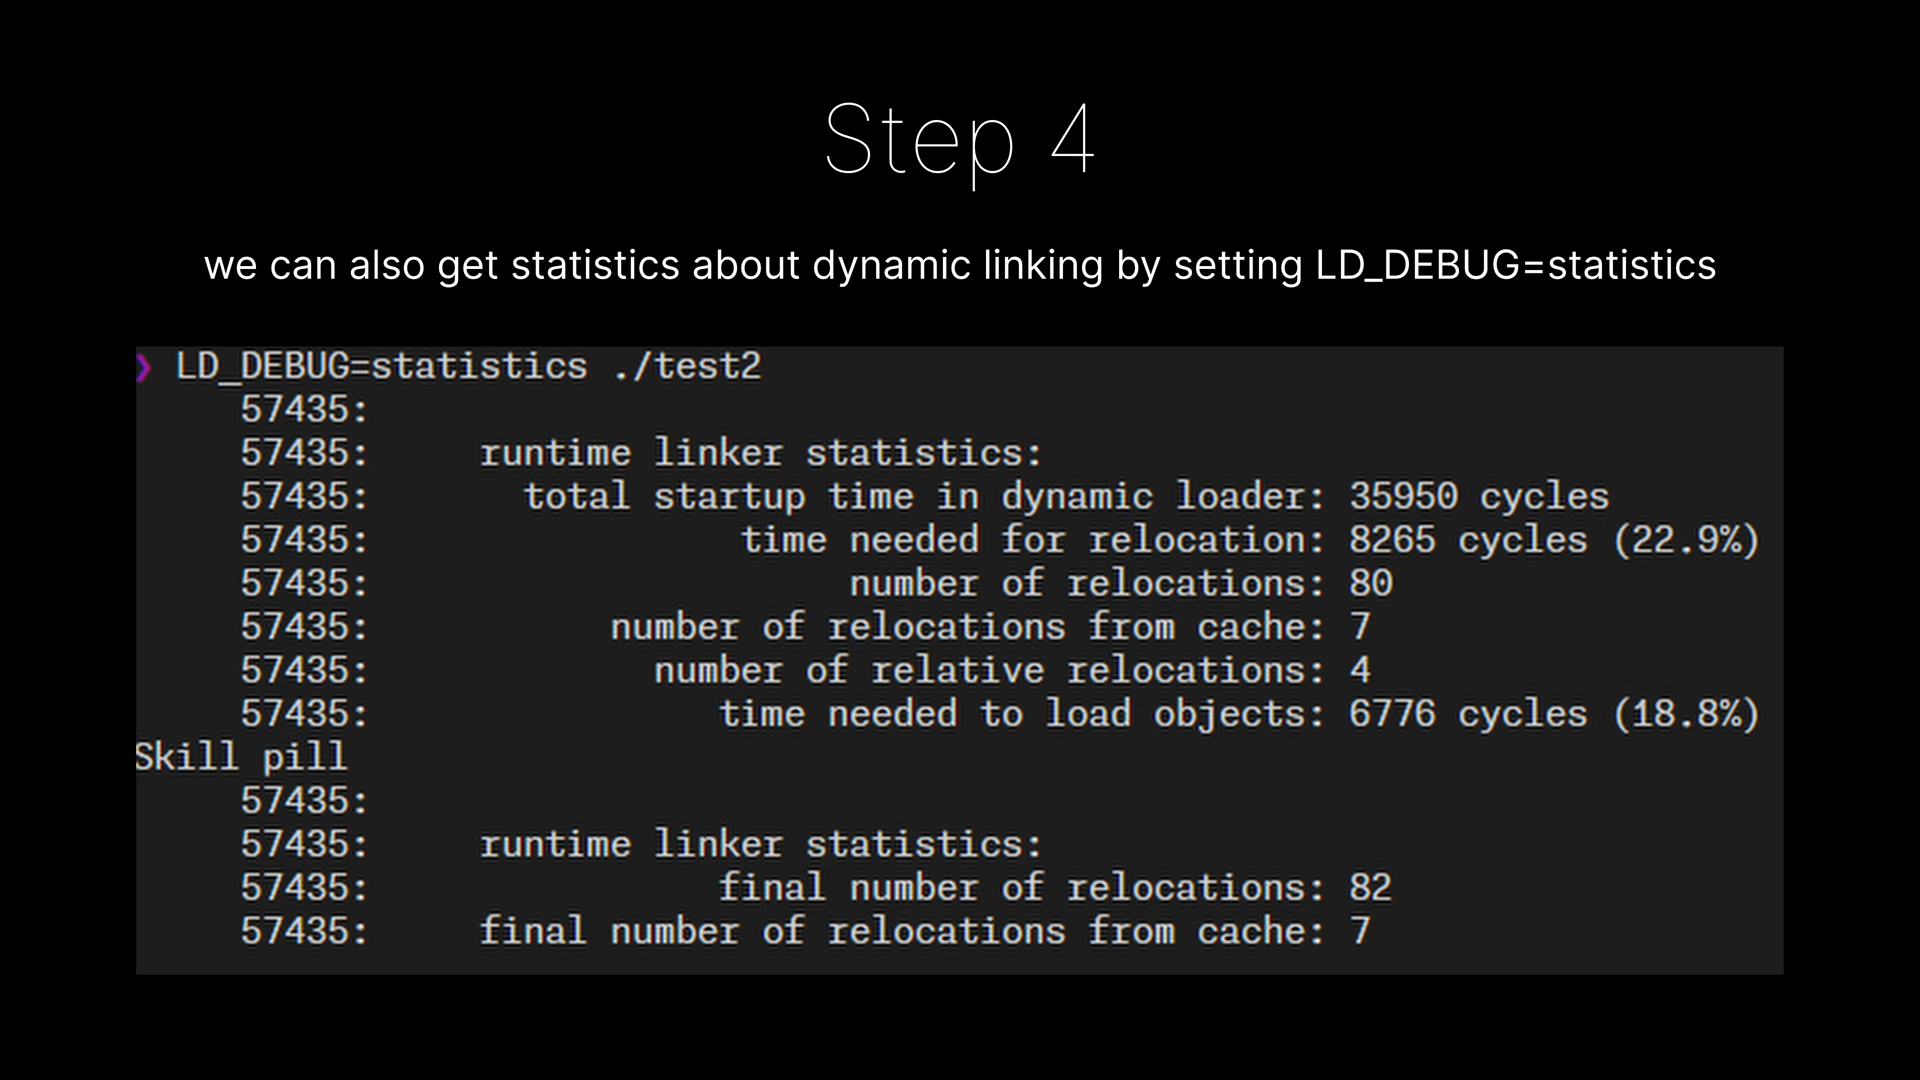 Step 4
we can also get statistics about dynamic linking by setting LD_DEBUG=statistics
❯ LD_DEBUG=statistics ./test2
57435:
57435: runtime linker statistics:
57435: total startup time in dynamic loader: 35950 cycles
57435: time needed for relocation: 8265 cycles (22.9%)
57435: number of relocations: 80
57435: number of relocations from cache: 7
57435: number of relative relocations: 4
57435: time needed to load objects: 6776 cycles (18.8%)
Skill pill
57435:
57435: runtime linker statistics:
57435: final number of relocations: 82
57435: final number of relocations from cache: 7